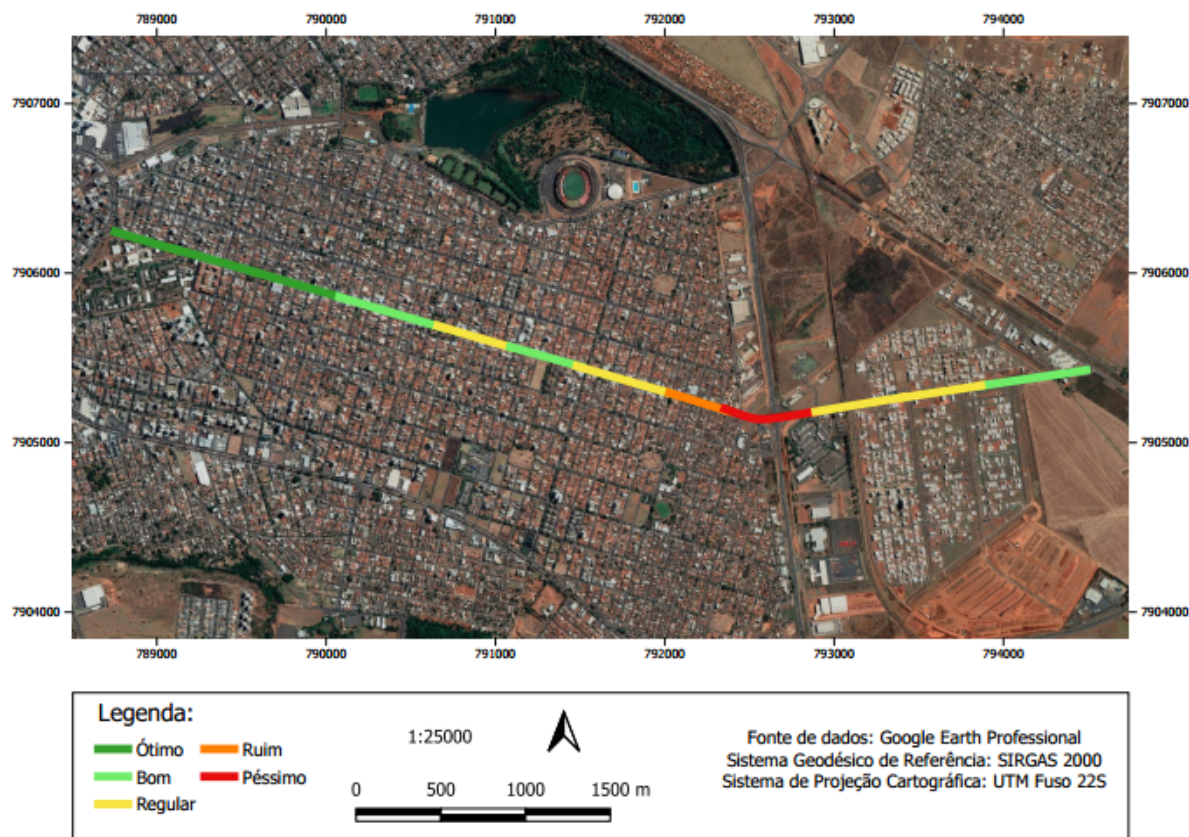 789000 790000 791000 792000 793000 794000
7907000 7907000
7906000 7906000
7905000 7905000
7904000 7904000
789000 790000 791000 792000 793000 794000
Legenda:
Ótimo
Bom
Regular
Ruim
Péssimo
1:25000
0 500 1000 1500 m
Fonte de dados: Google Earth Professional
Sistema Geodésico de Referência: SIRGAS 2000
Sistema de Projeção Cartográfica: UTM Fuso 22S